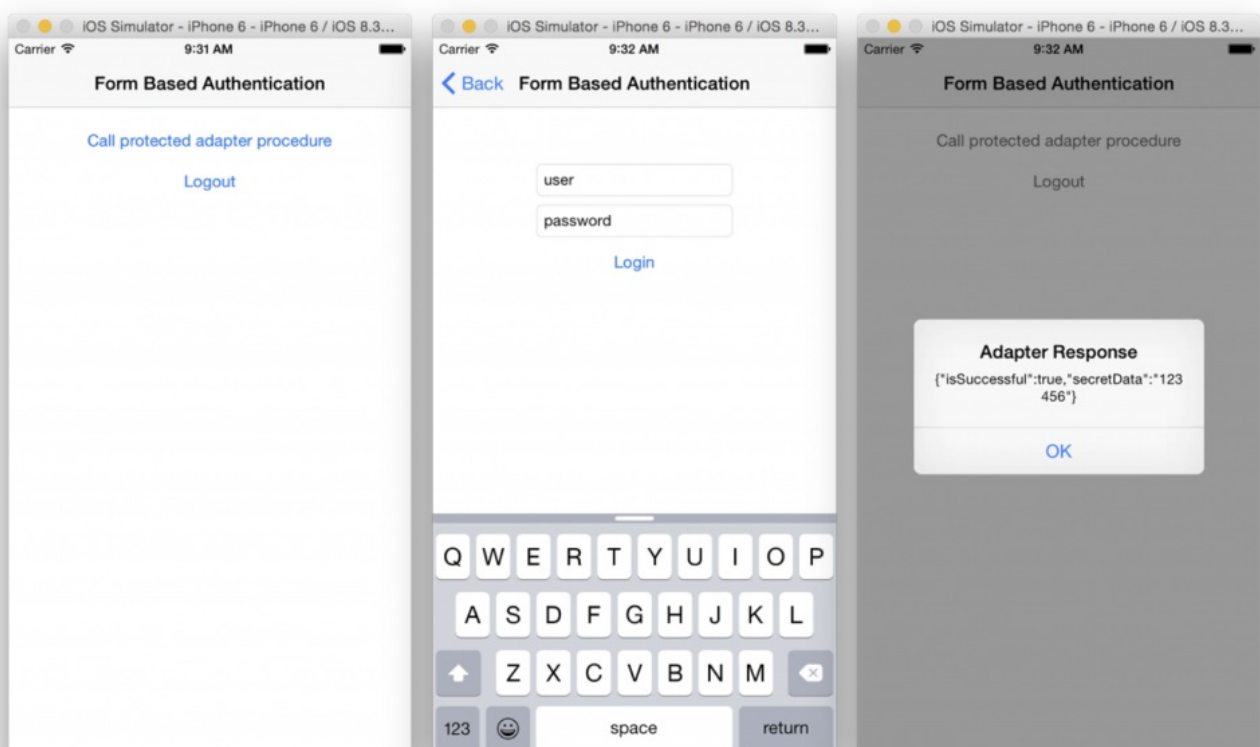 iOS Simulator - iPhone 6 - iPhone 6 / iOS 8.3...
Carrier 9:31 AM
Form Based Authentication
Call protected adapter procedure
Logout
iOS Simulator - iPhone 6 - iPhone 6 / iOS 8.3...
Carrier 9:32 AM
Back Form Based Authentication
user
password
Login
Q W E R T Y U I O P
A S D F G H J K L
Z X C V B N M
123 space return
iOS Simulator - iPhone 6 - iPhone 6 / iOS 8.3...
Carrier 9:32 AM
Form Based Authentication
Call protected adapter procedure
Logout
Adapter Response
{"isSuccessful":true,"secretData":"123
456"}
OK